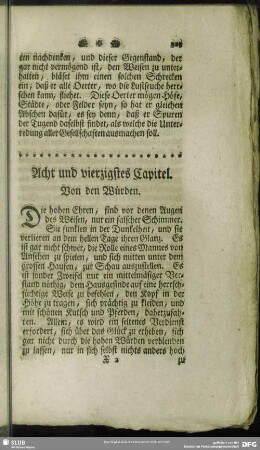 ten nachdenken, und dieser Gegenstand, der
gar nicht vermögend ist, den Weisen zu unter-
halten, bläset ihm einen solchen Schrecken
ein, daß er alle Oerter, wo die Lustseuche herr-
schen kann, fliehet. Diese Oerter mögen Höfe,
Städte, oder Felder seyn, so hat er gleichen
Abscheu dafür, es sey denn, daß er Spuren
der Tugend daselbst findet, als welche die Unter-
redung aller Gesellschaften ausmachen soll.
Acht und vierzigstes Capitel.
Von den Würden.
Die hohen Ehren, sind vor denen Augen
des Weisen, nur ein falscher Schimmer.
Sie funklen in der Dunkelheit, und sie
verlieren an dem hellen Tage ihren Glanz. Es
ist gar nicht schwer, die Rolle eines Mannes von
Ansehen zu spielen, und sich mitten unter dem
grossen Haufen, zur Schau auszustellen. Es
ist sonder Zweifel nur ein mittelmäßiger Ver-
stand nöthig, dem Hausgesinde auf eine herrsch-
süchtige Weise zu befehlen, den Kopf in der
Höhe zu tragen, sich prächtig zu kleiden, und
mit schönen Kutsch und Pferden, daherzufah-
ren. Allein, es wird ein seltenes Verdienst
erfordert, sich über das Glück zu erheben, sich
gar nicht durch die hohen Würden verblenden
zu lassen, nur in sich selbst nichts anders hoch
X 2 zu
SLUB
DFG